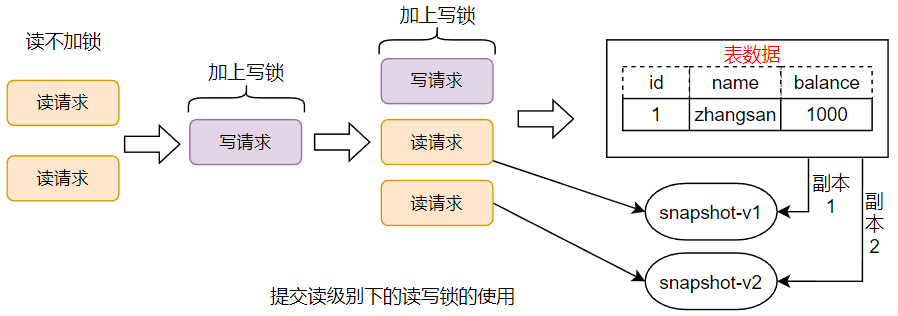 读不加锁
读请求
读请求
加上写锁
写请求
加上写锁
写请求
读请求
读请求
表数据
id name balance
1 zhangsan 1000
副本
1
副
本
2
snapshot-v1
snapshot-v2
提交读级别下的读写锁的使用